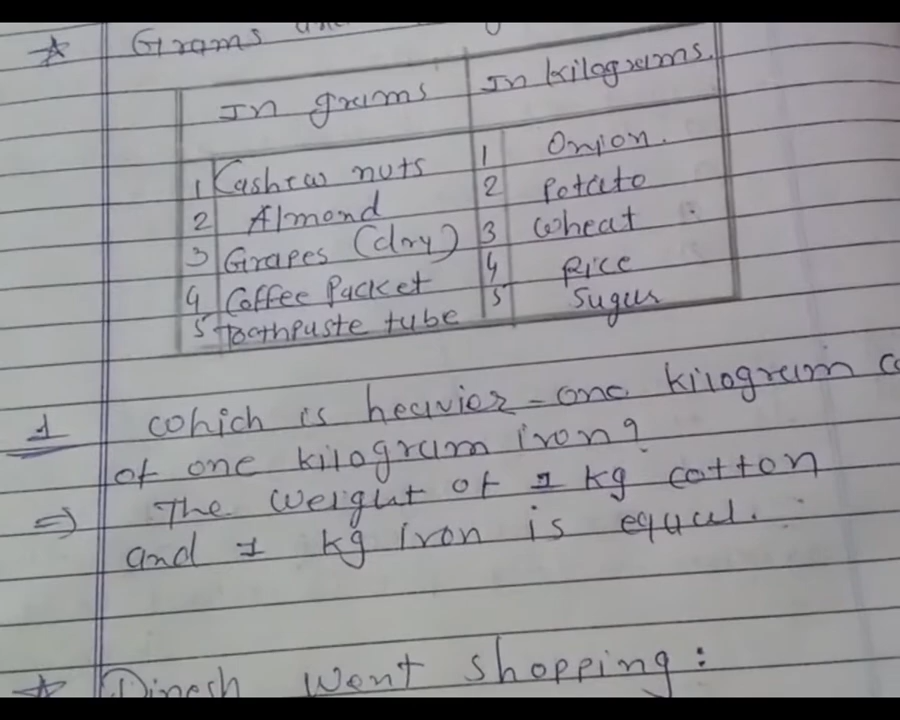 ☆ Grams
In grams In kilograms.
1 Cashew nuts 1 Onion.
2 Almond 2 Potato
3 Grapes (dry) 3 Wheat
4 Coffee Packet 4 Rice
5 Toothpaste tube 5 Sugar
1 Which is heavier - one kilogram
of one kilogram iron?
⇒ The weight of 1 kg cotton
and 1 kg iron is equal.
☆ Dinesh Went shopping: